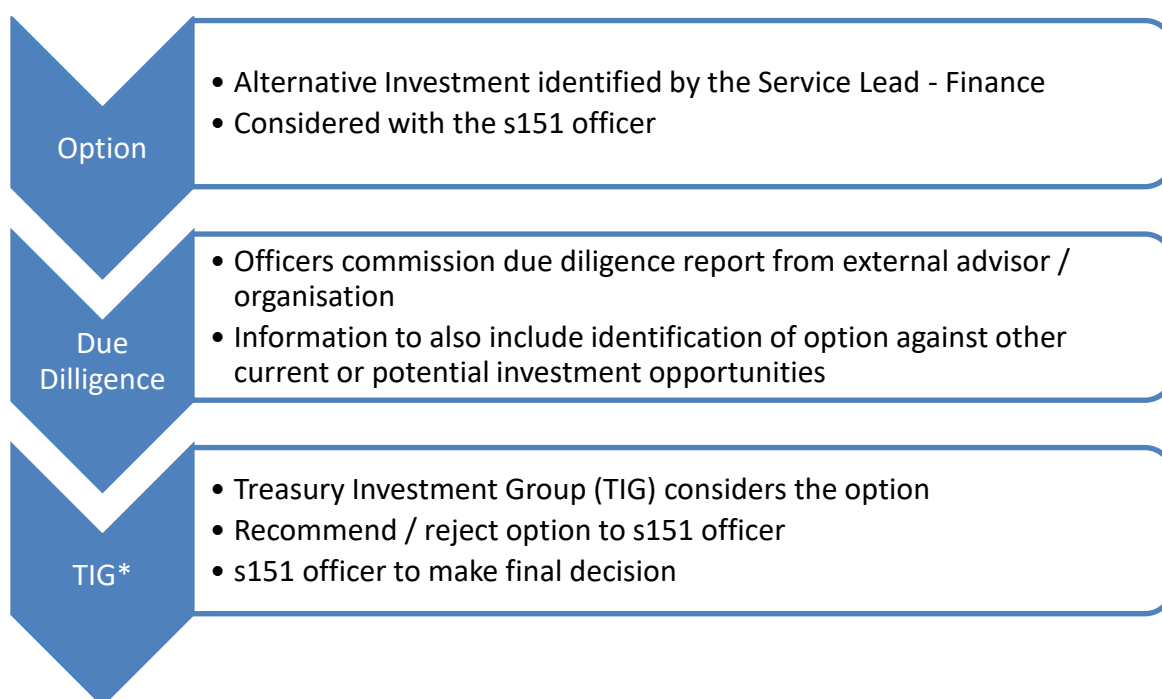 Option
• Alternative Investment identified by the Service Lead - Finance
• Considered with the s151 officer
Due
Dilligence
• Officers commission due diligence report from external advisor /
organisation
• Information to also include identification of option against other
current or potential investment opportunities
TIG*
• Treasury Investment Group (TIG) considers the option
• Recommend / reject option to s151 officer
• s151 officer to make final decision